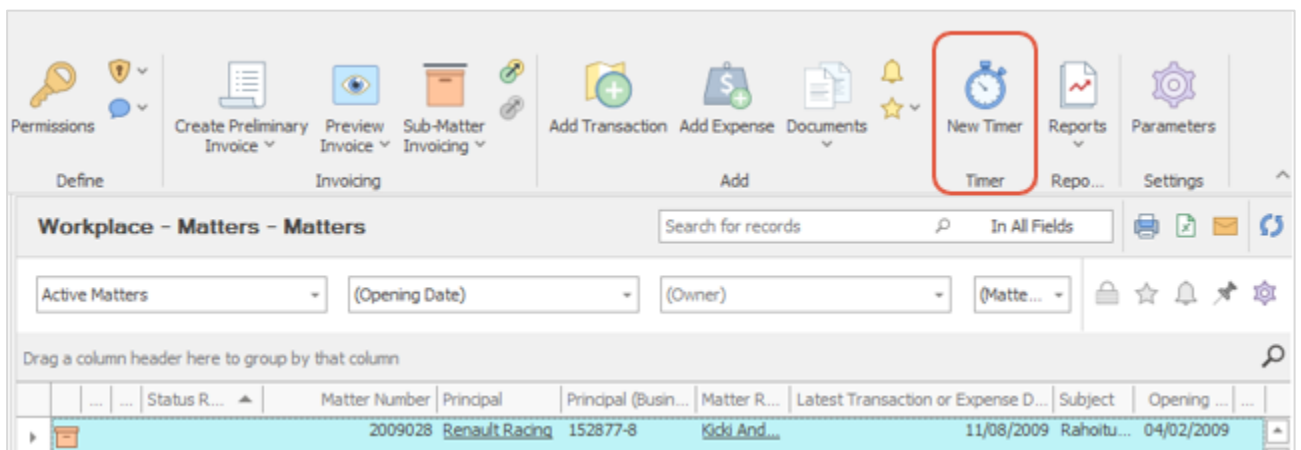 Permissions
Create Preliminary Preview Sub-Matter Add Transaction Add Expense Documents New Timer Reports Parameters
Invoice Invoice Invoicing
Define Invoicing Add Timer Repo... Settings
Workplace - Matters - Matters Search for records In All Fields
Active Matters (Opening Date) (Owner) (Matte...
Drag a column header here to group by that column
... ... Status R... Matter Number Principal Principal (Busin... Matter R... Latest Transaction or Expense D... Subject Opening ... ...
2009028 Renault Racing 152877-8 Kicki And... 11/08/2009 Rahoitu... 04/02/2009